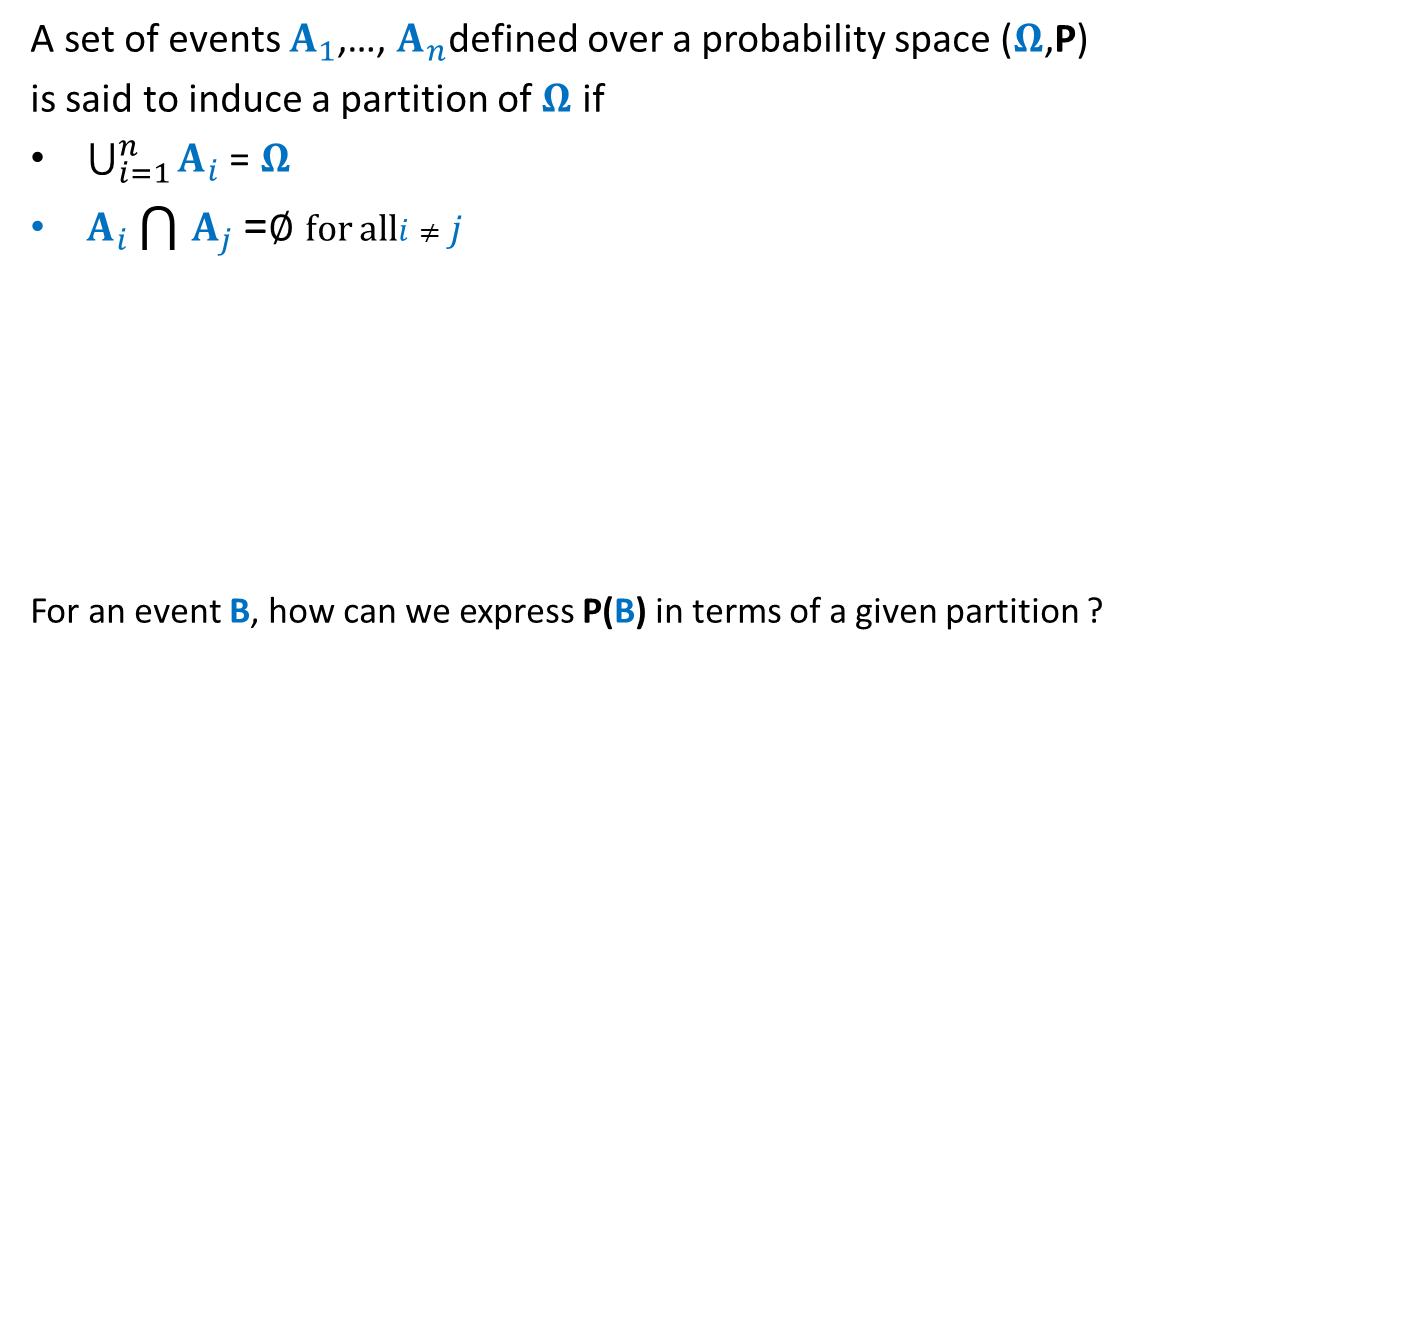 A set of events A₁,…, Aₙ defined over a probability space (Ω,P)
is said to induce a partition of Ω if
• ⋃ⁿᵢ₌₁ Aᵢ = Ω
• Aᵢ ⋂ Aⱼ =∅ for all i ≠ j
For an event B, how can we express P(B) in terms of a given partition ?